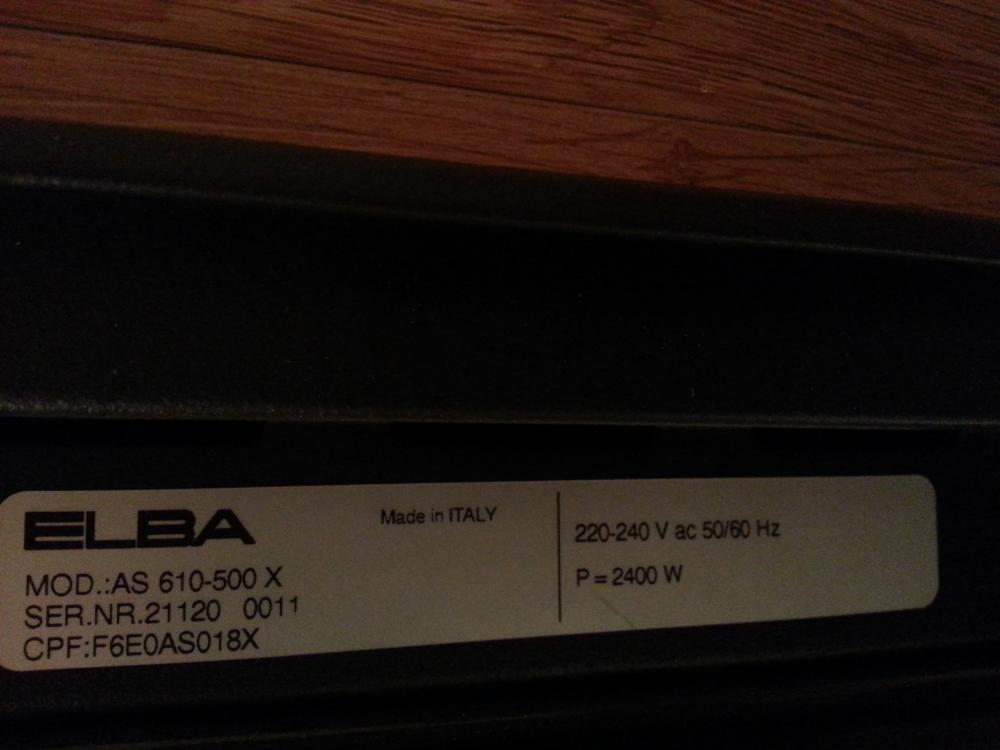 ELBA
Made in ITALY
MOD.:AS 610-500 X
SER.NR.21120 0011
CPF:F6E0AS018X
220-240 V ac 50/60 Hz
P = 2400 W